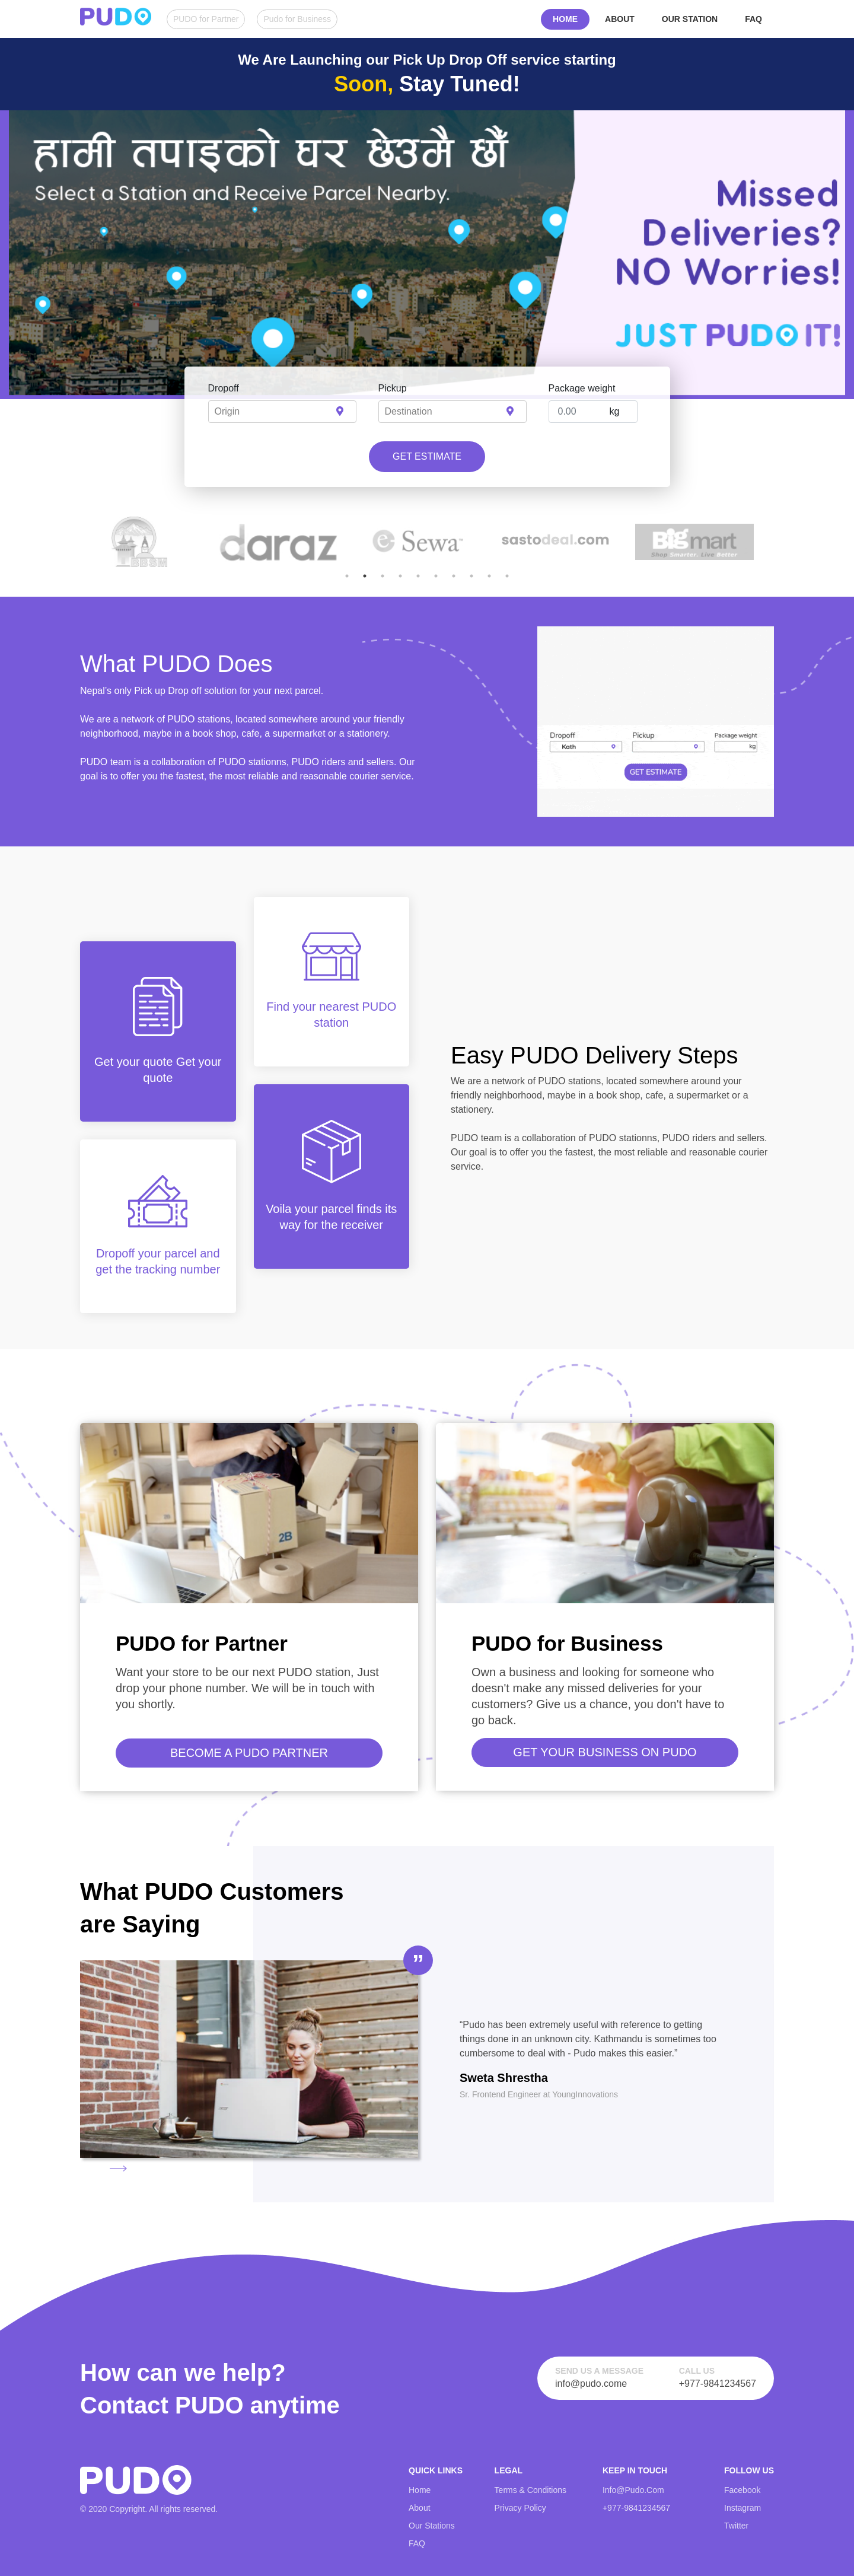 PUDO
PUDO for Partner
Pudo for Business
HOME
ABOUT
OUR STATION
FAQ
We Are Launching our Pick Up Drop Off service starting
Soon, Stay Tuned!
हामी तपाइको घर छेउमै छौँ
Select a Station and Receive Parcel Nearby.
Missed
Deliveries?
NO Worries!
JUST PUDO IT!
Dropoff
Pickup
Package weight
Origin
Destination
0.00 kg
GET ESTIMATE
daraz
eSewa
sastodeal.com
Bigmart
Shop Smarter. Live Better
What PUDO Does
Nepal's only Pick up Drop off solution for your next parcel.
We are a network of PUDO stations, located somewhere around your friendly
neighborhood, maybe in a book shop, cafe, a supermarket or a stationery.
PUDO team is a collaboration of PUDO stationns, PUDO riders and sellers. Our
goal is to offer you the fastest, the most reliable and reasonable courier service.
Dropoff
Pickup
Package weight
Kath
kg
GET ESTIMATE
Get your quote Get your
quote
Find your nearest PUDO
station
Dropoff your parcel and
get the tracking number
Voila your parcel finds its
way for the receiver
Easy PUDO Delivery Steps
We are a network of PUDO stations, located somewhere around your
friendly neighborhood, maybe in a book shop, cafe, a supermarket or a
stationery.
PUDO team is a collaboration of PUDO stationns, PUDO riders and sellers.
Our goal is to offer you the fastest, the most reliable and reasonable courier
service.
2B
PUDO for Partner
Want your store to be our next PUDO station, Just
drop your phone number. We will be in touch with
you shortly.
BECOME A PUDO PARTNER
PUDO for Business
Own a business and looking for someone who
doesn't make any missed deliveries for your
customers? Give us a chance, you don't have to
go back.
GET YOUR BUSINESS ON PUDO
What PUDO Customers
are Saying
"Pudo has been extremely useful with reference to getting
things done in an unknown city. Kathmandu is sometimes too
cumbersome to deal with - Pudo makes this easier."
Sweta Shrestha
Sr. Frontend Engineer at YoungInnovations
How can we help?
Contact PUDO anytime
SEND US A MESSAGE
info@pudo.come
CALL US
+977-9841234567
PUDO
© 2020 Copyright. All rights reserved.
QUICK LINKS
Home
About
Our Stations
FAQ
LEGAL
Terms & Conditions
Privacy Policy
KEEP IN TOUCH
Info@Pudo.Com
+977-9841234567
FOLLOW US
Facebook
Instagram
Twitter